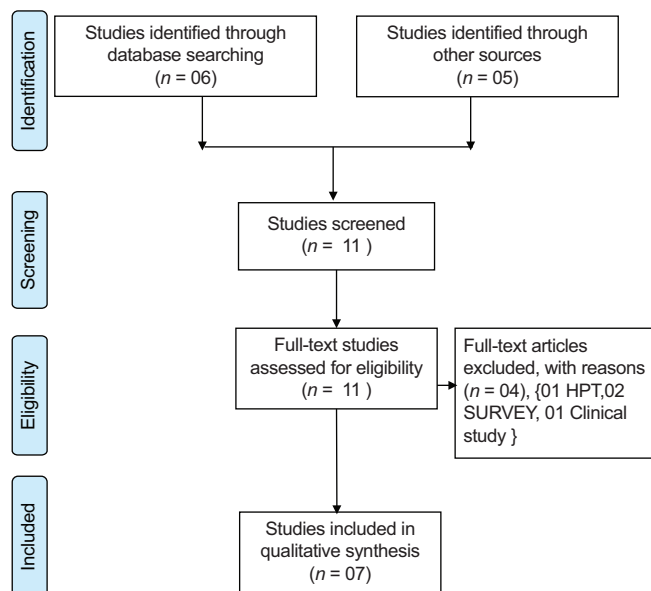 Identification
Studies identified through
database searching
(n = 06)
Studies identified through
other sources
(n = 05)
Screening
Studies screened
(n = 11 )
Eligibility
Full-text studies
assessed for eligibility
(n = 11 )
Full-text articles
excluded, with reasons
(n = 04), {01 HPT,02
SURVEY, 01 Clinical
study }
Included
Studies included in
qualitative synthesis
(n = 07)